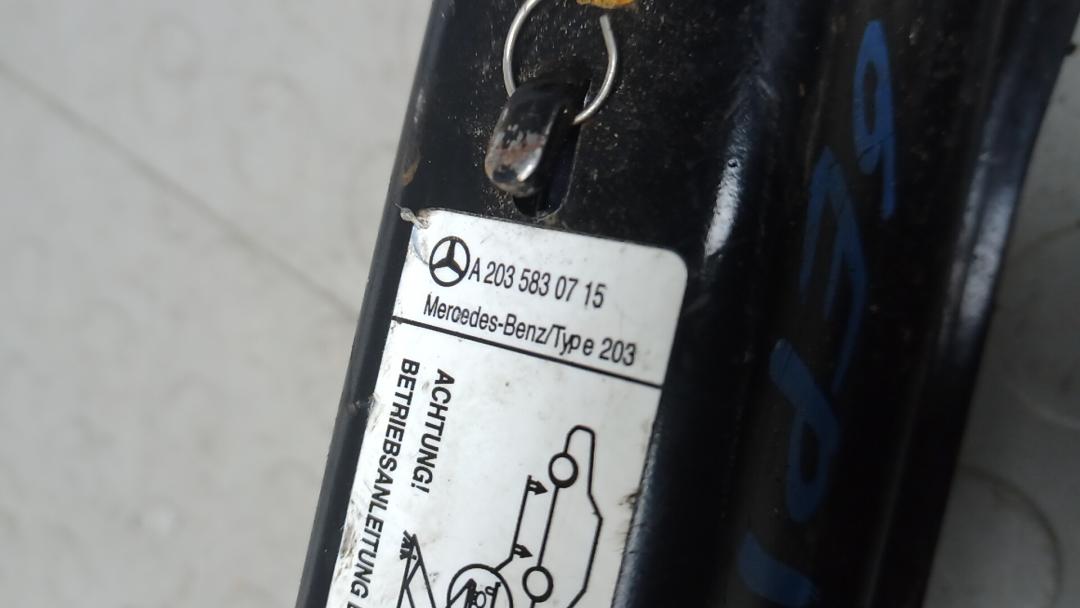 A 203 583 07 15
Mercedes-Benz/Type 203
ACHTUNG!
BETRIEBSANLEITUNG